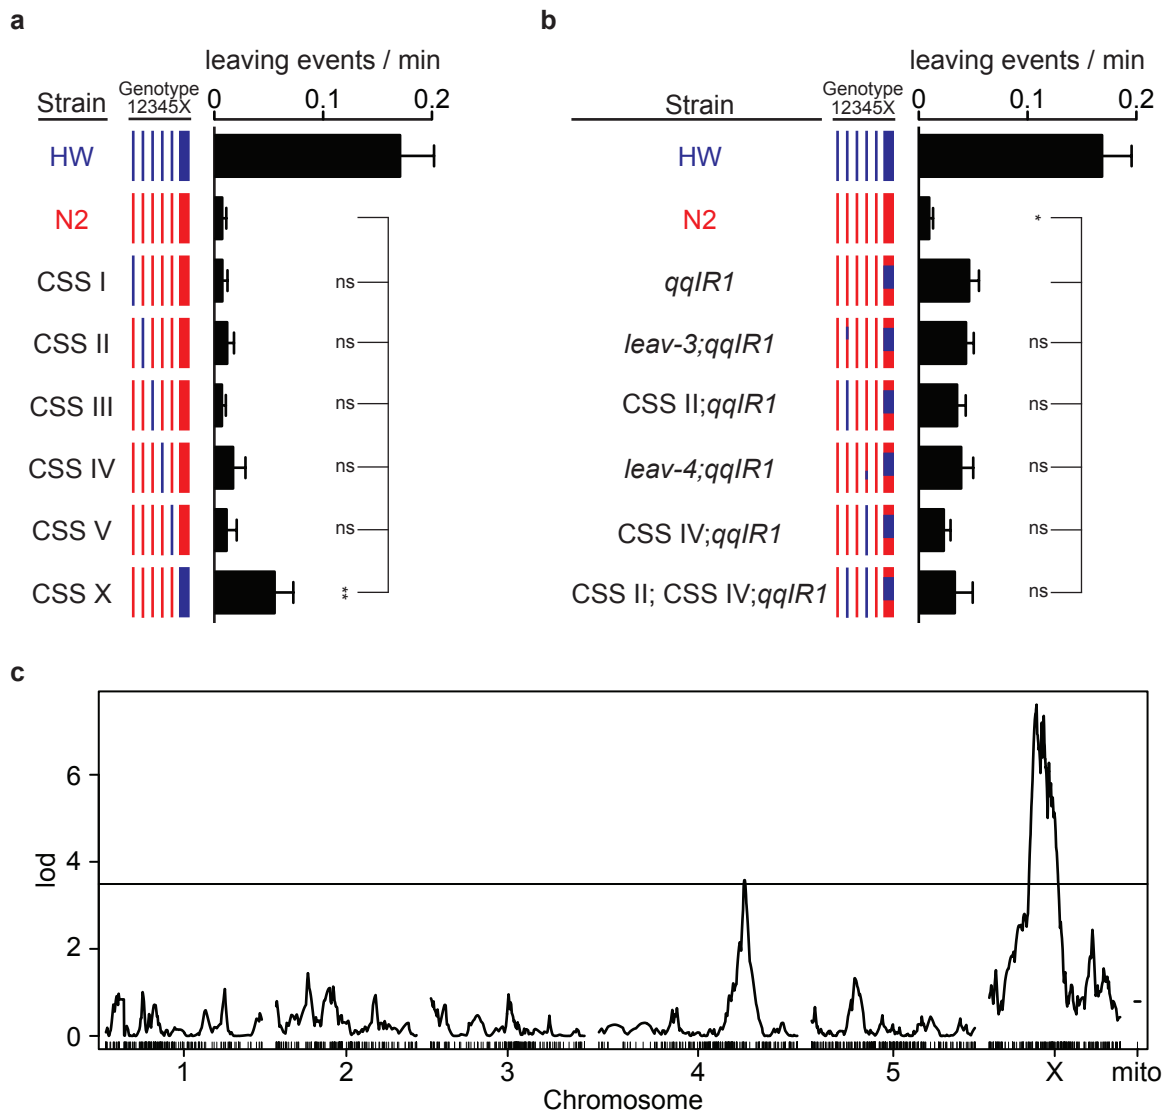 a
leaving events / min
Strain
Genotype
12345X
0
0.1
0.2
HW
N2
CSS I
ns
CSS II
ns
CSS III
ns
CSS IV
ns
CSS V
ns
CSS X
**
b
leaving events / min
Strain
Genotype
12345X
0
0.1
0.2
HW
N2
*
qqIR1
leav-3;qqIR1
ns
CSS II;qqIR1
ns
leav-4;qqIR1
ns
CSS IV;qqIR1
ns
CSS II; CSS IV;qqIR1
ns
c
lod
6
4
2
0
1
2
3
4
5
X
mito
Chromosome